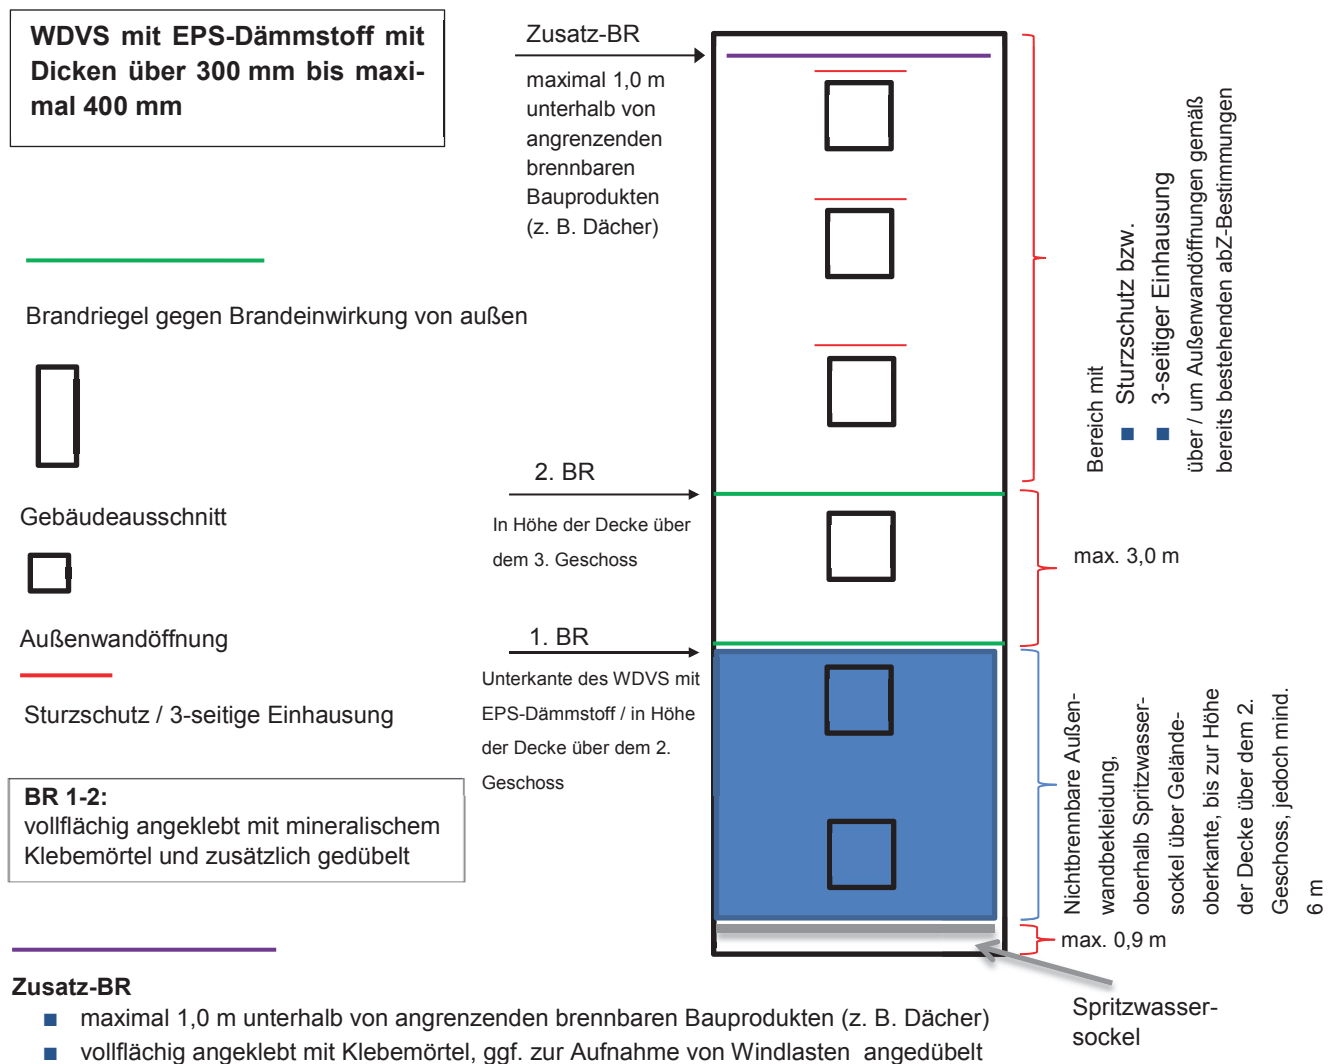 WDVS mit EPS-Dämmstoff mit
Dicken über 300 mm bis maxi-
mal 400 mm
Brandriegel gegen Brandeinwirkung von außen
Gebäudeausschnitt
Außenwandöffnung
Sturzschutz / 3-seitige Einhausung
BR 1-2:
vollflächig angeklebt mit mineralischem
Klebemörtel und zusätzlich gedübelt
Zusatz-BR
maximal 1,0 m
unterhalb von
angrenzenden
brennbaren
Bauprodukten
(z. B. Dächer)
2. BR
In Höhe der Decke über
dem 3. Geschoss
1. BR
Unterkante des WDVS mit
EPS-Dämmstoff / in Höhe
der Decke über dem 2.
Geschoss
Bereich mit
■ Sturzschutz bzw.
■ 3-seitiger Einhausung
über / um Außenwandöffnungen gemäß
bereits bestehenden abZ-Bestimmungen
max. 3,0 m
Nichtbrennbare Außen-
wandbekleidung,
oberhalb Spritzwasser-
sockel über Gelände-
oberkante, bis zur Höhe
der Decke über dem 2.
Geschoss, jedoch mind.
6 m
max. 0,9 m
Spritzwasser-
sockel
Zusatz-BR
■ maximal 1,0 m unterhalb von angrenzenden brennbaren Bauprodukten (z. B. Dächer)
■ vollflächig angeklebt mit Klebemörtel, ggf. zur Aufnahme von Windlasten angedübelt